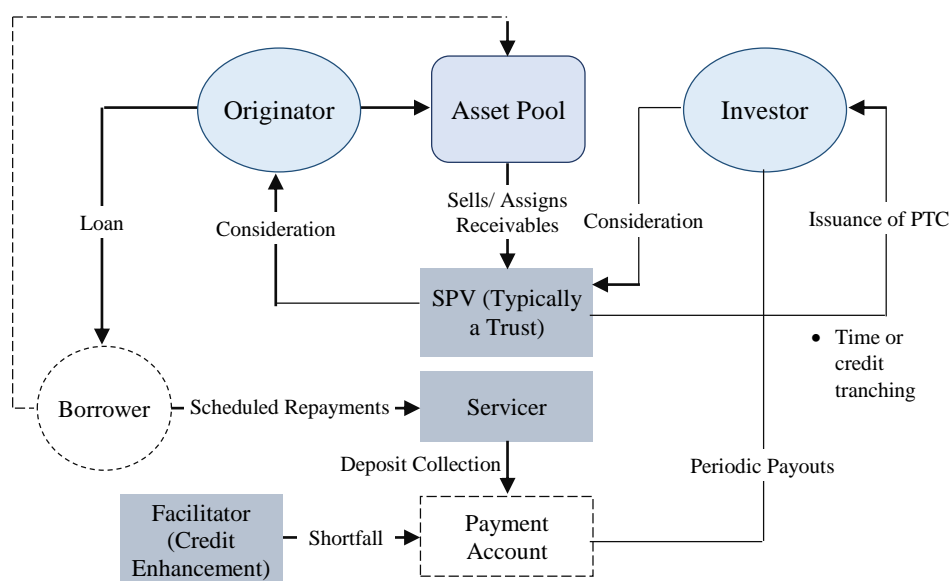 Originator
Asset Pool
Investor
Loan
Consideration
Sells/ Assigns
Receivables
Consideration
Issuance of PTC
SPV (Typically
a Trust)
• Time or
credit
tranching
Borrower
Scheduled Repayments
Servicer
Deposit Collection
Periodic Payouts
Facilitator
(Credit
Enhancement)
Shortfall
Payment
Account